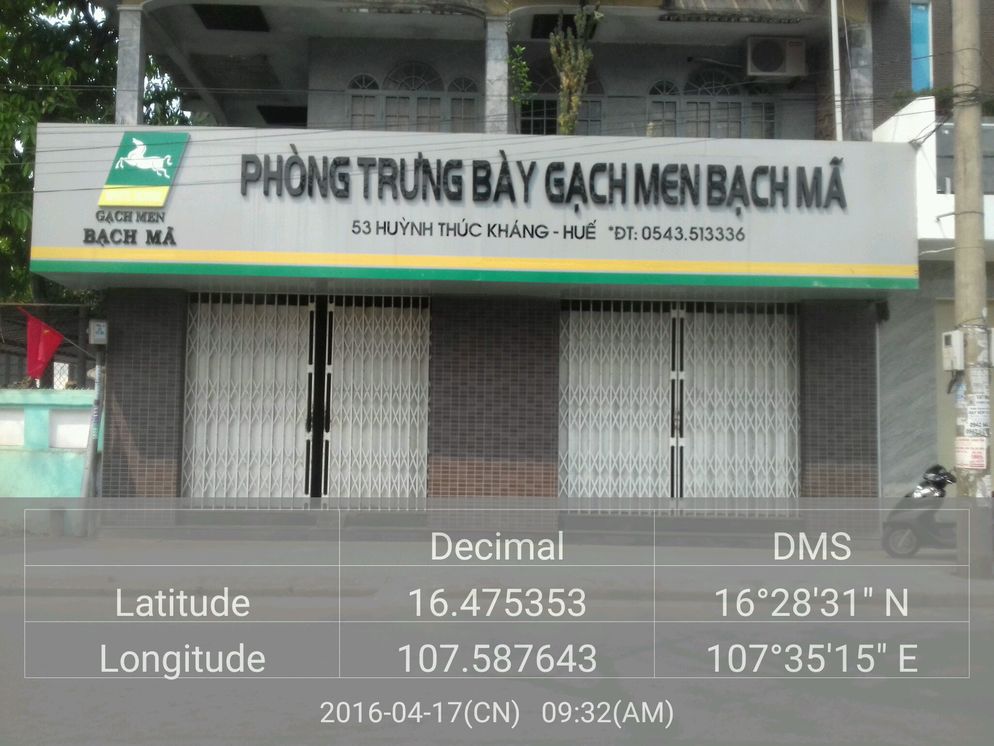 PHÒNG TRƯNG BÀY GẠCH MEN BẠCH MÃ
53 HUỲNH THÚC KHÁNG - HUẾ *ĐT: 0543.513336
GẠCH MEN
BẠCH MÃ
Decimal DMS
Latitude 16.475353 16°28'31" N
Longitude 107.587643 107°35'15" E
2016-04-17(CN) 09:32(AM)